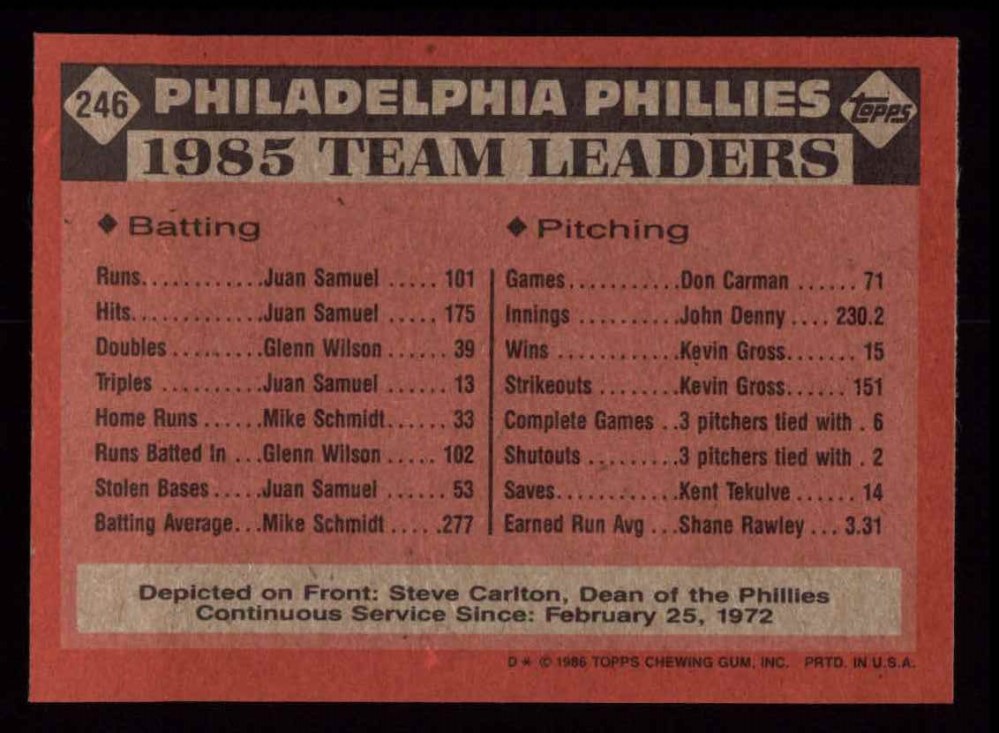 246 PHILADELPHIA PHILLIES TOPPS
1985 TEAM LEADERS
◆ Batting
Runs............Juan Samuel ..... 101
Hits.............Juan Samuel ..... 175
Doubles .........Glenn Wilson ...... 39
Triples ..........Juan Samuel ...... 13
Home Runs ......Mike Schmidt...... 33
Runs Batted In ...Glenn Wilson ..... 102
Stolen Bases.....Juan Samuel ...... 53
Batting Average...Mike Schmidt .....277
◆ Pitching
Games...........Don Carman ...... 71
Innings ..........John Denny .... 230.2
Wins ............Kevin Gross....... 15
Strikeouts ........Kevin Gross...... 151
Complete Games ..3 pitchers tied with . 6
Shutouts .........3 pitchers tied with . 2
Saves............Kent Tekulve ...... 14
Earned Run Avg ...Shane Rawley ... 3.31
Depicted on Front: Steve Carlton, Dean of the Phillies
Continuous Service Since: February 25, 1972
D* © 1986 TOPPS CHEWING GUM, INC. PRTD. IN U.S.A.